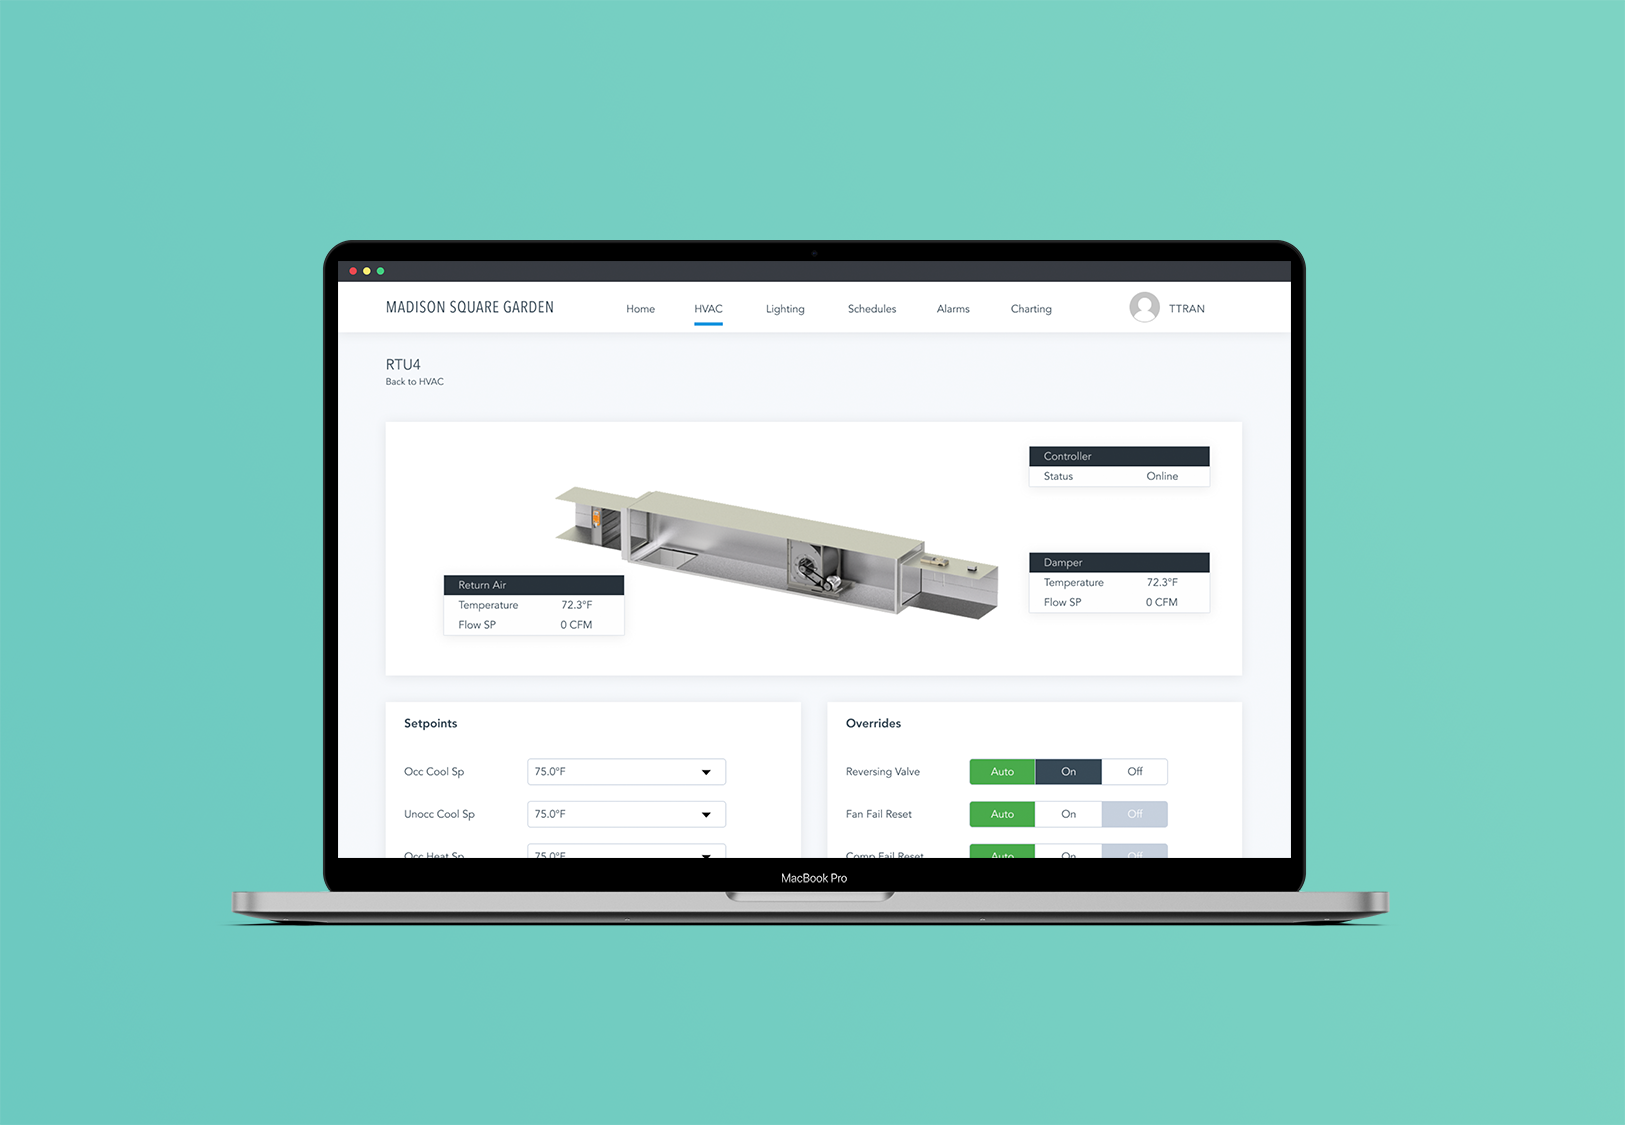 MADISON SQUARE GARDEN Home HVAC Lighting Schedules Alarms Charting TTRAN
RTU4
Back to HVAC
Controller
Status Online
Damper
Temperature 72.3°F
Flow SP 0 CFM
Return Air
Temperature 72.3°F
Flow SP 0 CFM
Setpoints
Occ Cool Sp 75.0°F
Unocc Cool Sp 75.0°F
Occ Heat Sp 75.0°F
Overrides
Reversing Valve Auto On Off
Fan Fail Reset Auto On Off
Comp Fail Reset Auto On Off
MacBook Pro